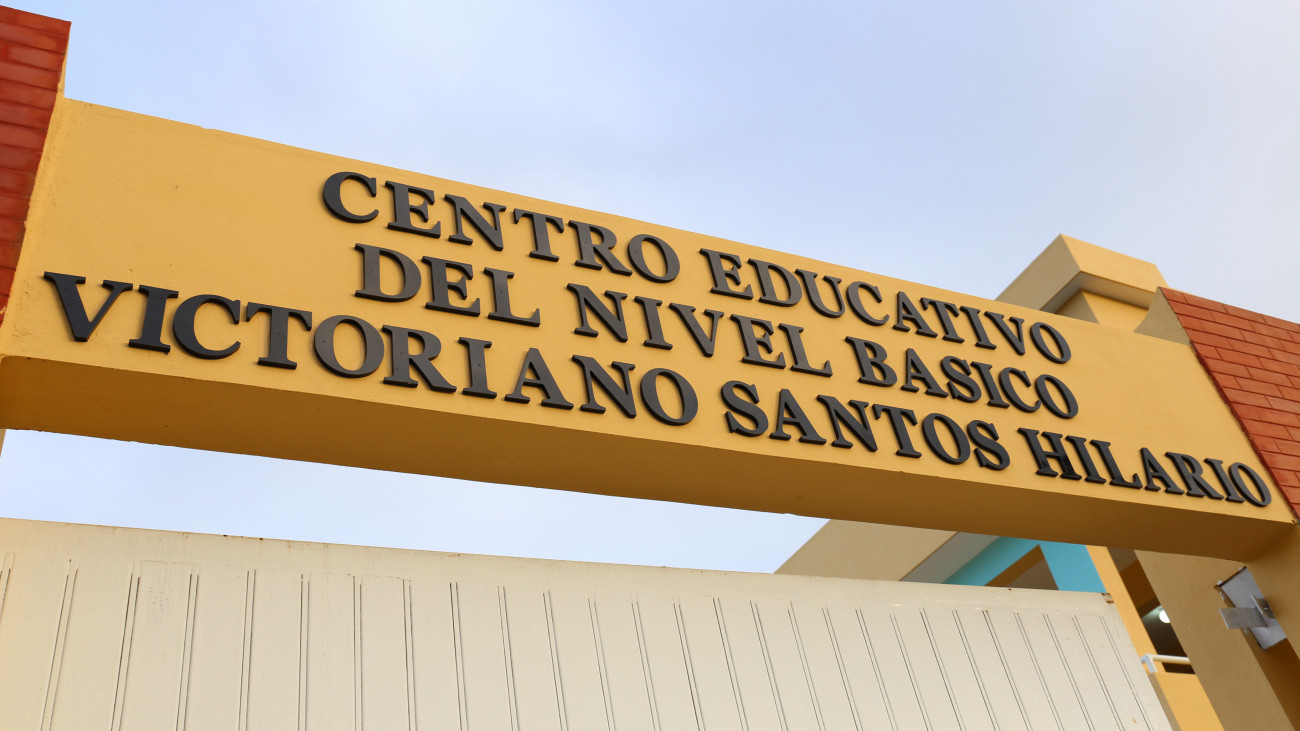 CENTRO EDUCATIVO
DEL NIVEL BASICO
VICTORIANO SANTOS HILARIO